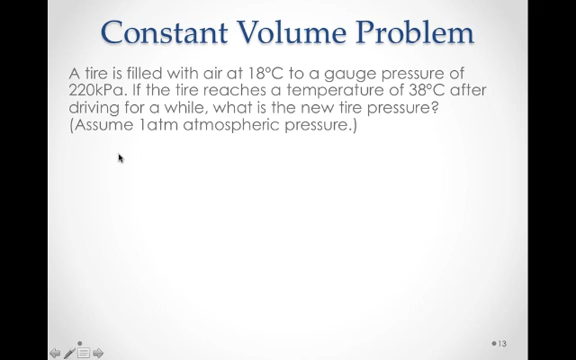 Constant Volume Problem
A tire is filled with air at 18°C to a gauge pressure of
220kPa. If the tire reaches a temperature of 38°C after
driving for a while, what is the new tire pressure?
(Assume 1atm atmospheric pressure.)
13